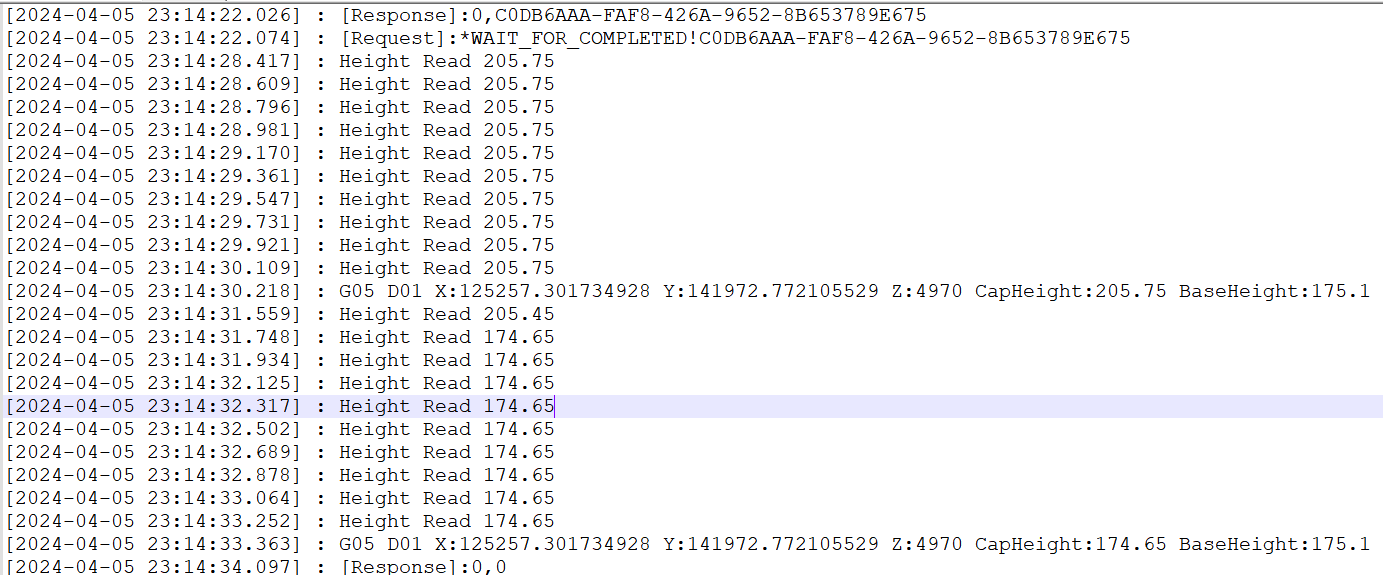 [2024-04-05 23:14:22.026] : [Response]:0,C0DB6AAA-FAF8-426A-9652-8B653789E675
[2024-04-05 23:14:22.074] : [Request]:*WAIT_FOR_COMPLETED!C0DB6AAA-FAF8-426A-9652-8B653789E675
[2024-04-05 23:14:28.417] : Height Read 205.75
[2024-04-05 23:14:28.609] : Height Read 205.75
[2024-04-05 23:14:28.796] : Height Read 205.75
[2024-04-05 23:14:28.981] : Height Read 205.75
[2024-04-05 23:14:29.170] : Height Read 205.75
[2024-04-05 23:14:29.361] : Height Read 205.75
[2024-04-05 23:14:29.547] : Height Read 205.75
[2024-04-05 23:14:29.731] : Height Read 205.75
[2024-04-05 23:14:29.921] : Height Read 205.75
[2024-04-05 23:14:30.109] : Height Read 205.75
[2024-04-05 23:14:30.218] : G05 D01 X:125257.301734928 Y:141972.772105529 Z:4970 CapHeight:205.75 BaseHeight:175.1
[2024-04-05 23:14:31.559] : Height Read 205.45
[2024-04-05 23:14:31.748] : Height Read 174.65
[2024-04-05 23:14:31.934] : Height Read 174.65
[2024-04-05 23:14:32.125] : Height Read 174.65
[2024-04-05 23:14:32.317] : Height Read 174.65
[2024-04-05 23:14:32.502] : Height Read 174.65
[2024-04-05 23:14:32.689] : Height Read 174.65
[2024-04-05 23:14:32.878] : Height Read 174.65
[2024-04-05 23:14:33.064] : Height Read 174.65
[2024-04-05 23:14:33.252] : Height Read 174.65
[2024-04-05 23:14:33.363] : G05 D01 X:125257.301734928 Y:141972.772105529 Z:4970 CapHeight:174.65 BaseHeight:175.1
[2024-04-05 23:14:34.097] : [Response]:0,0